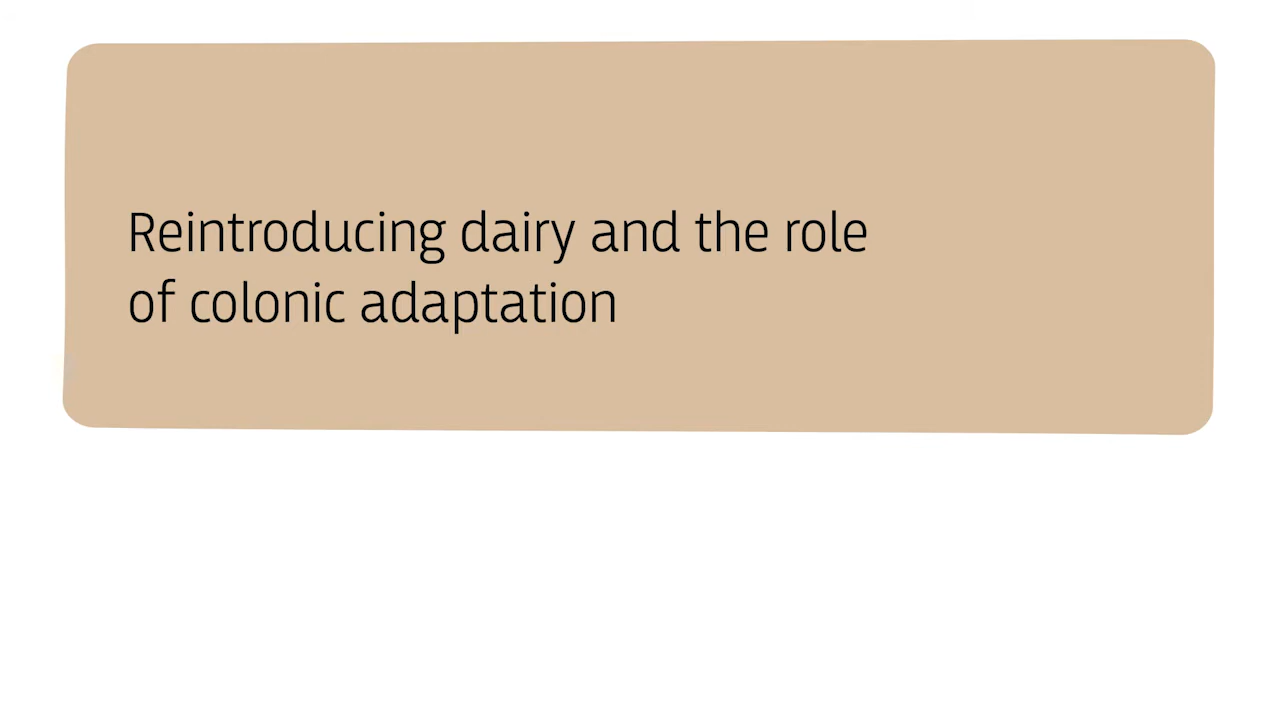 Reintroducing dairy and the role
of colonic adaptation